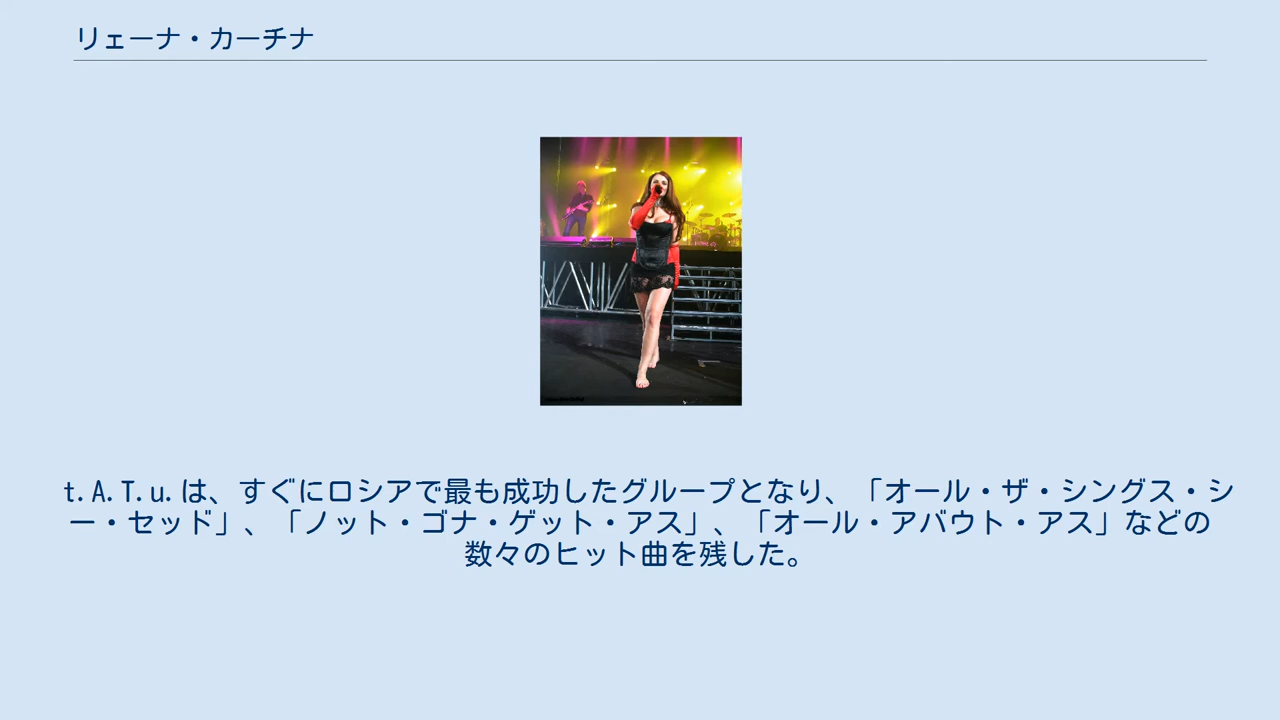 リェーナ・カーチナ
t.A.T.u.は、すぐにロシアで最も成功したグループとなり、「オール・ザ・シングス・シ
ー・セッド」、「ノット・ゴナ・ゲット・アス」、「オール・アバウト・アス」などの
数々のヒット曲を残した。